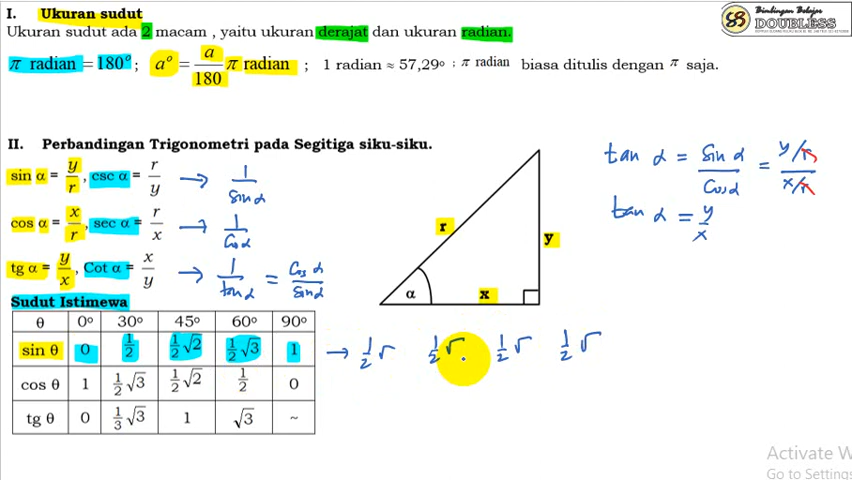 I. Ukuran sudut
Bimbingan Belajar
DOUBLESS
Ukuran sudut ada 2 macam , yaitu ukuran derajat dan ukuran radian.
π radian = 180°; a° = a/180 π radian ; 1 radian ≈ 57,29° ; π radian biasa ditulis dengan π saja.
II. Perbandingan Trigonometri pada Segitiga siku-siku.
sin α = y/r , csc α = r/y → 1/sin α
cos α = x/r , sec α = r/x → 1/Cos α
tg α = y/x , Cot α = x/y → 1/tan α = Cos α/sin α
r
y
α
x
tan α = Sin α/Cos α = y/r / x/r
tan α = y/x
Sudut Istimewa
θ 0° 30° 45° 60° 90°
sin θ 0 1/2 1/2 √2 1/2 √3 1 → 1/2 √ 1/2 √ 1/2 √ 1/2 √
cos θ 1 1/2 √3 1/2 √2 1/2 0
tg θ 0 1/3 √3 1 √3 ~
Activate W
Go to Settings